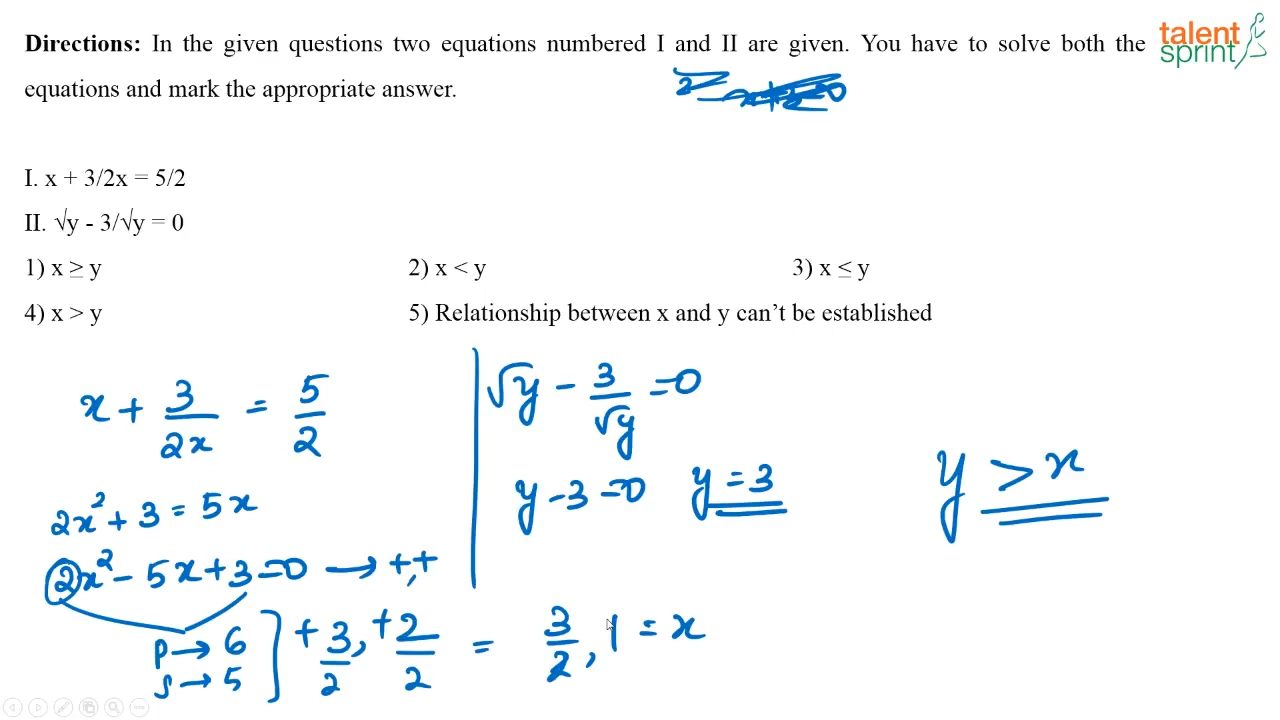 Directions: In the given questions two equations numbered I and II are given. You have to solve both the
equations and mark the appropriate answer.
talent
sprint
I. x + 3/2x = 5/2
II. √y - 3/√y = 0
1) x ≥ y 2) x < y 3) x ≤ y
4) x > y 5) Relationship between x and y can’t be established
x + 3/2x = 5/2
2x² + 3 = 5x
2x² - 5x + 3 = 0 → +,+
p → 6
s → 5
+3/2, +2/2 = 3/2, 1 = x
√y - 3/√y = 0
y - 3 = 0 y = 3
y > x